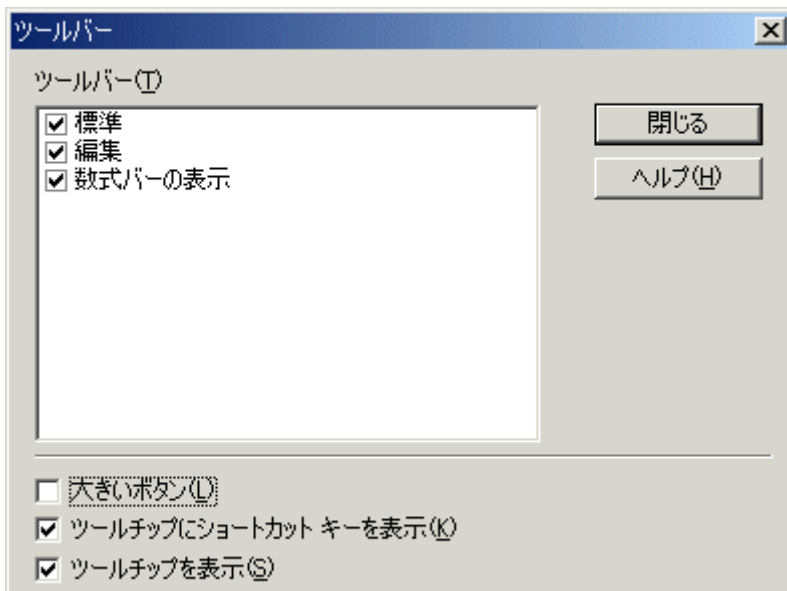 ツールバー
ツールバー(T)
標準
編集
数式バーの表示
閉じる
ヘルプ(H)
大きいボタン(L)
ツールチップにショートカット キーを表示(K)
ツールチップを表示(S)